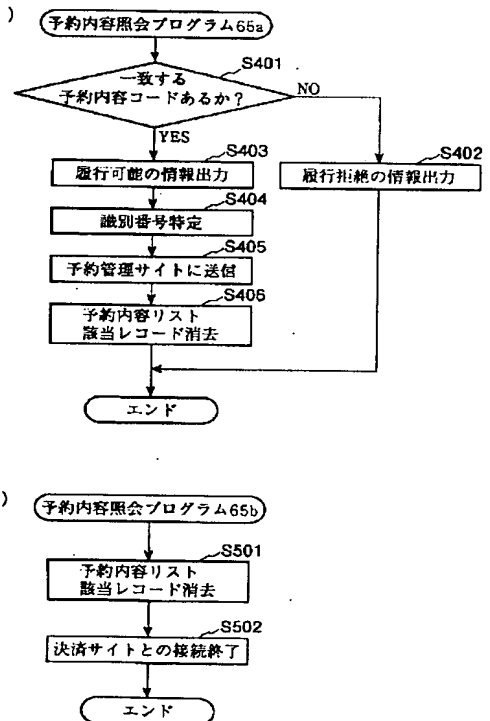 )
予約内容照会プログラム65a
S401
一致する
予約内容コードあるか?
NO
YES
S403
履行可能の情報出力
S402
履行拒絶の情報出力
S404
識別番号特定
S405
予約管理サイトに送信
S406
予約内容リスト
該当レコード消去
エンド
)
予約内容照会プログラム65b
S501
予約内容リスト
該当レコード消去
S502
決済サイトとの接続終了
エンド